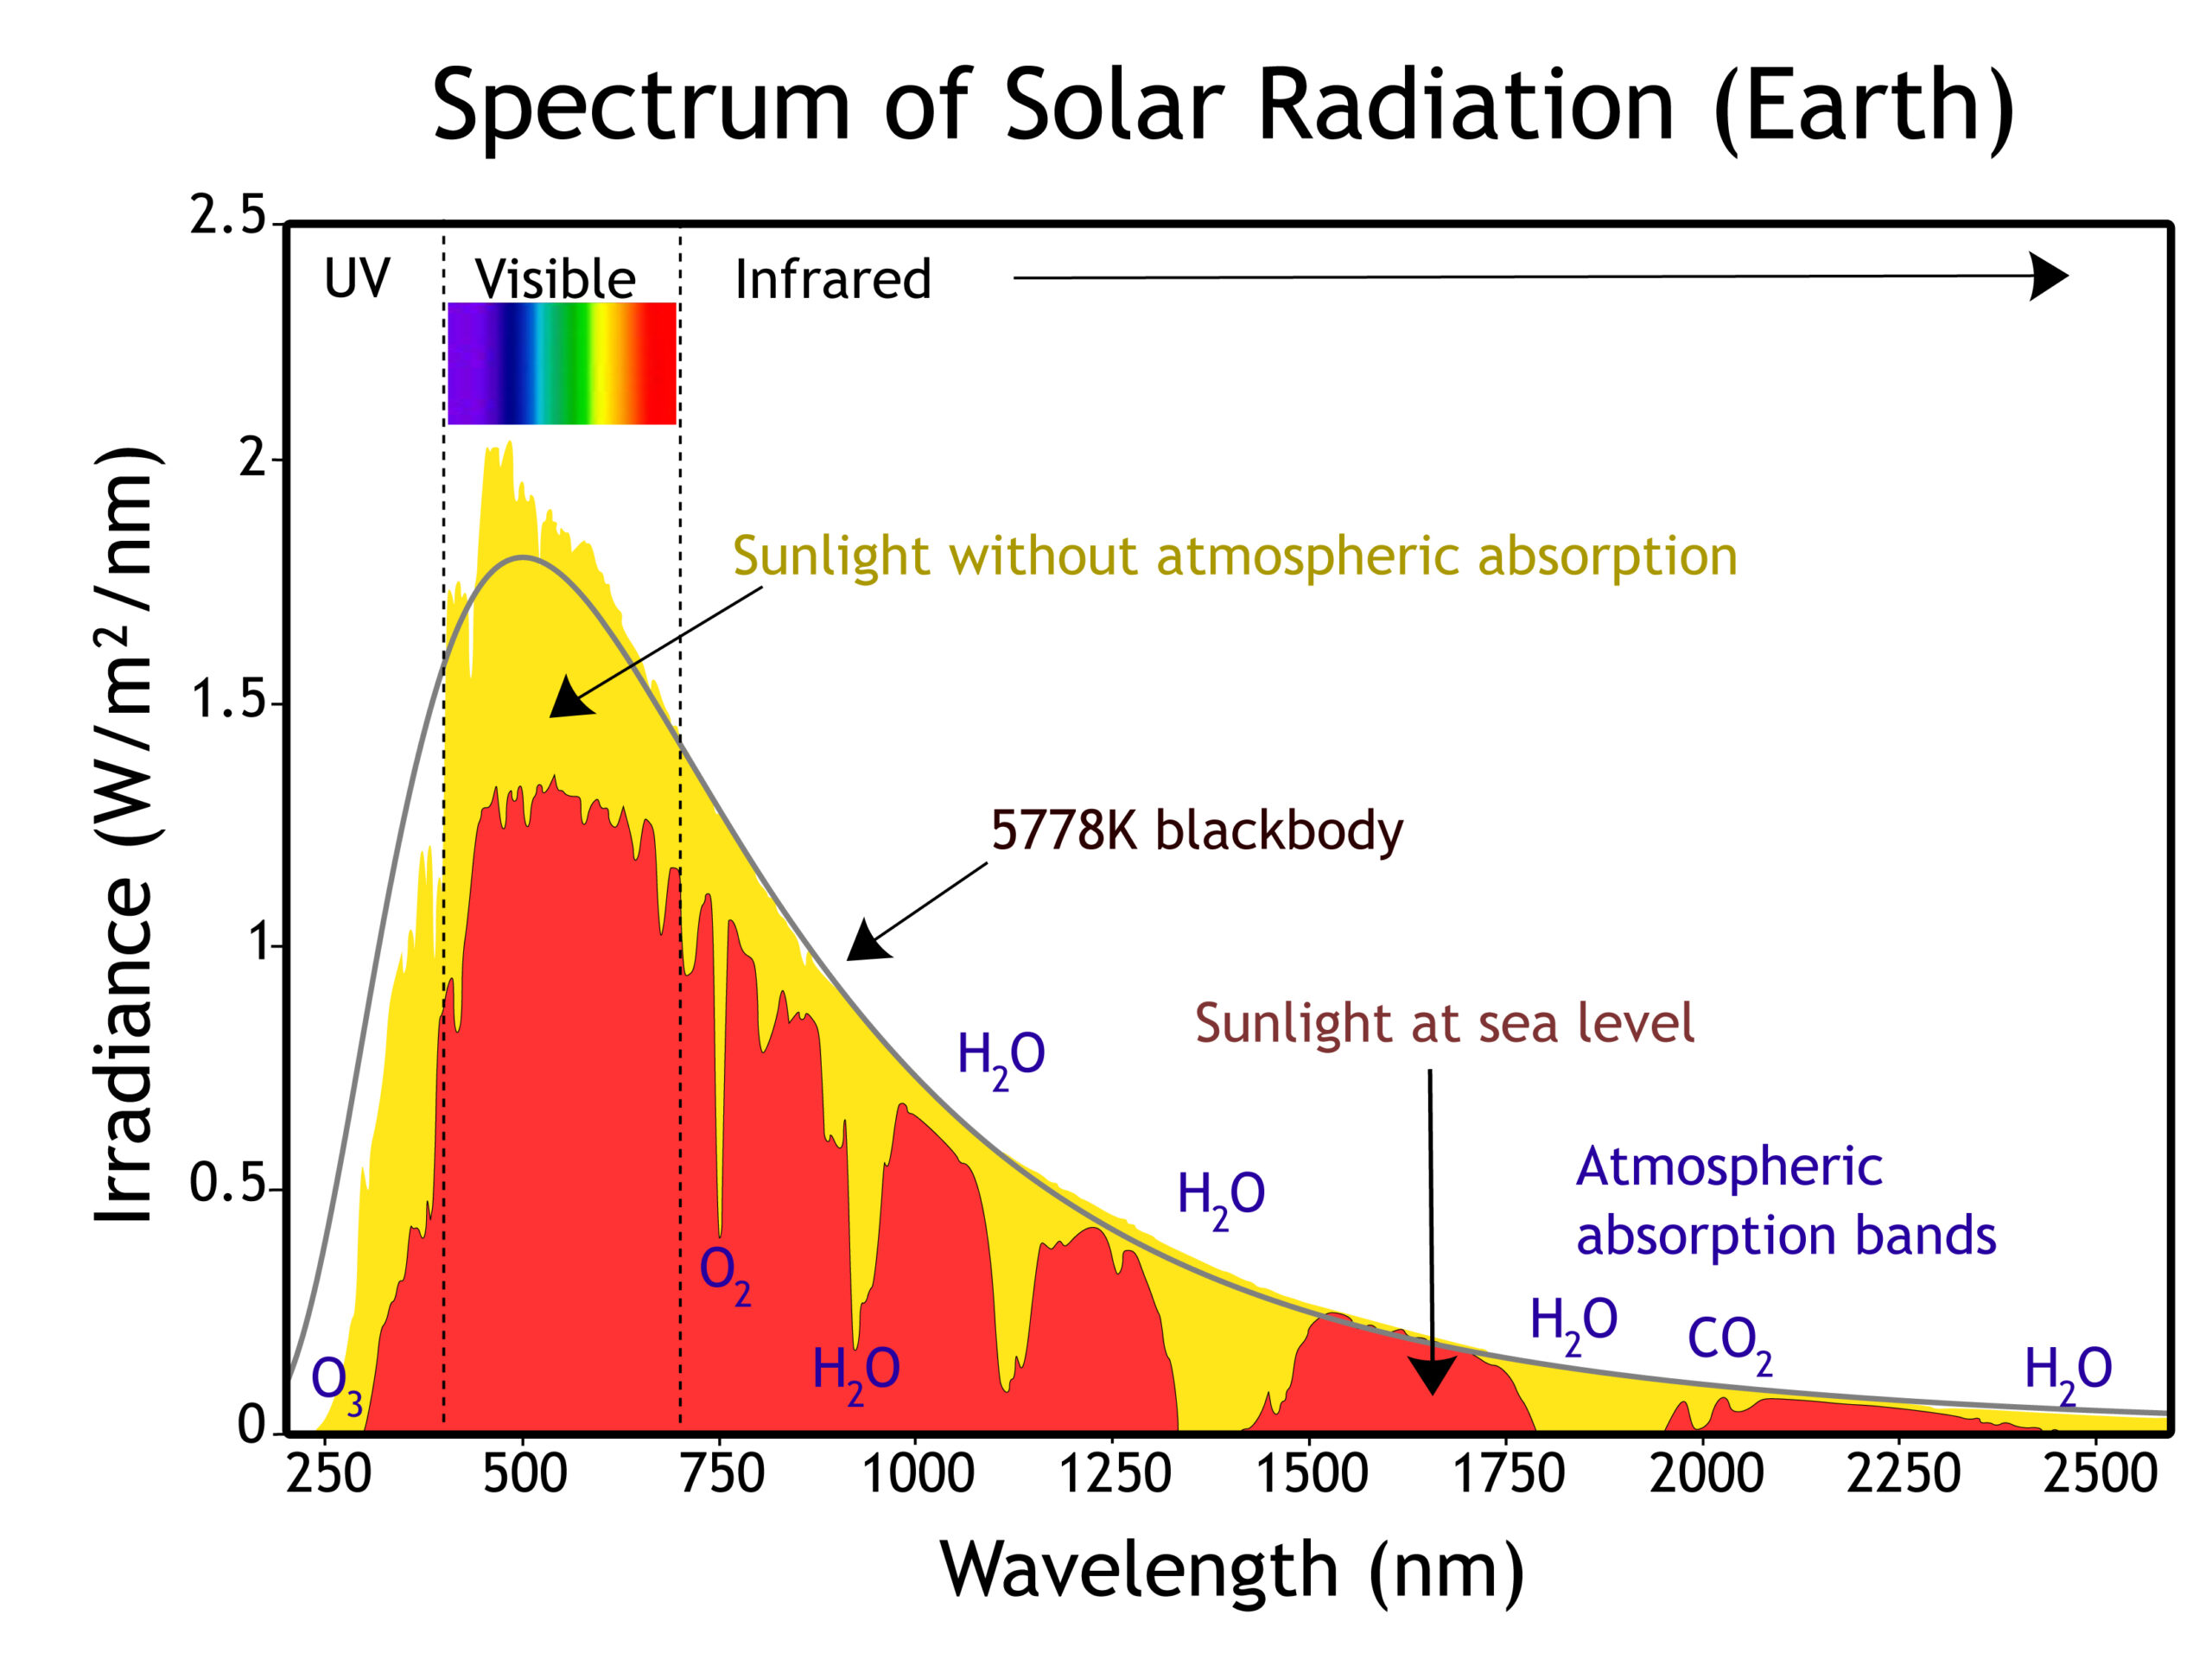 Spectrum of Solar Radiation (Earth)
2.5
UV
Visible
Infrared
2
Sunlight without atmospheric absorption
1.5
5778K blackbody
1
Sunlight at sea level
H₂O
H₂O
Atmospheric
absorption bands
0.5
O₂
H₂O
CO₂
O₃
H₂O
H₂O
0
250
500
750
1000
1250
1500
1750
2000
2250
2500
Wavelength (nm)
Irradiance (W/m²/nm)